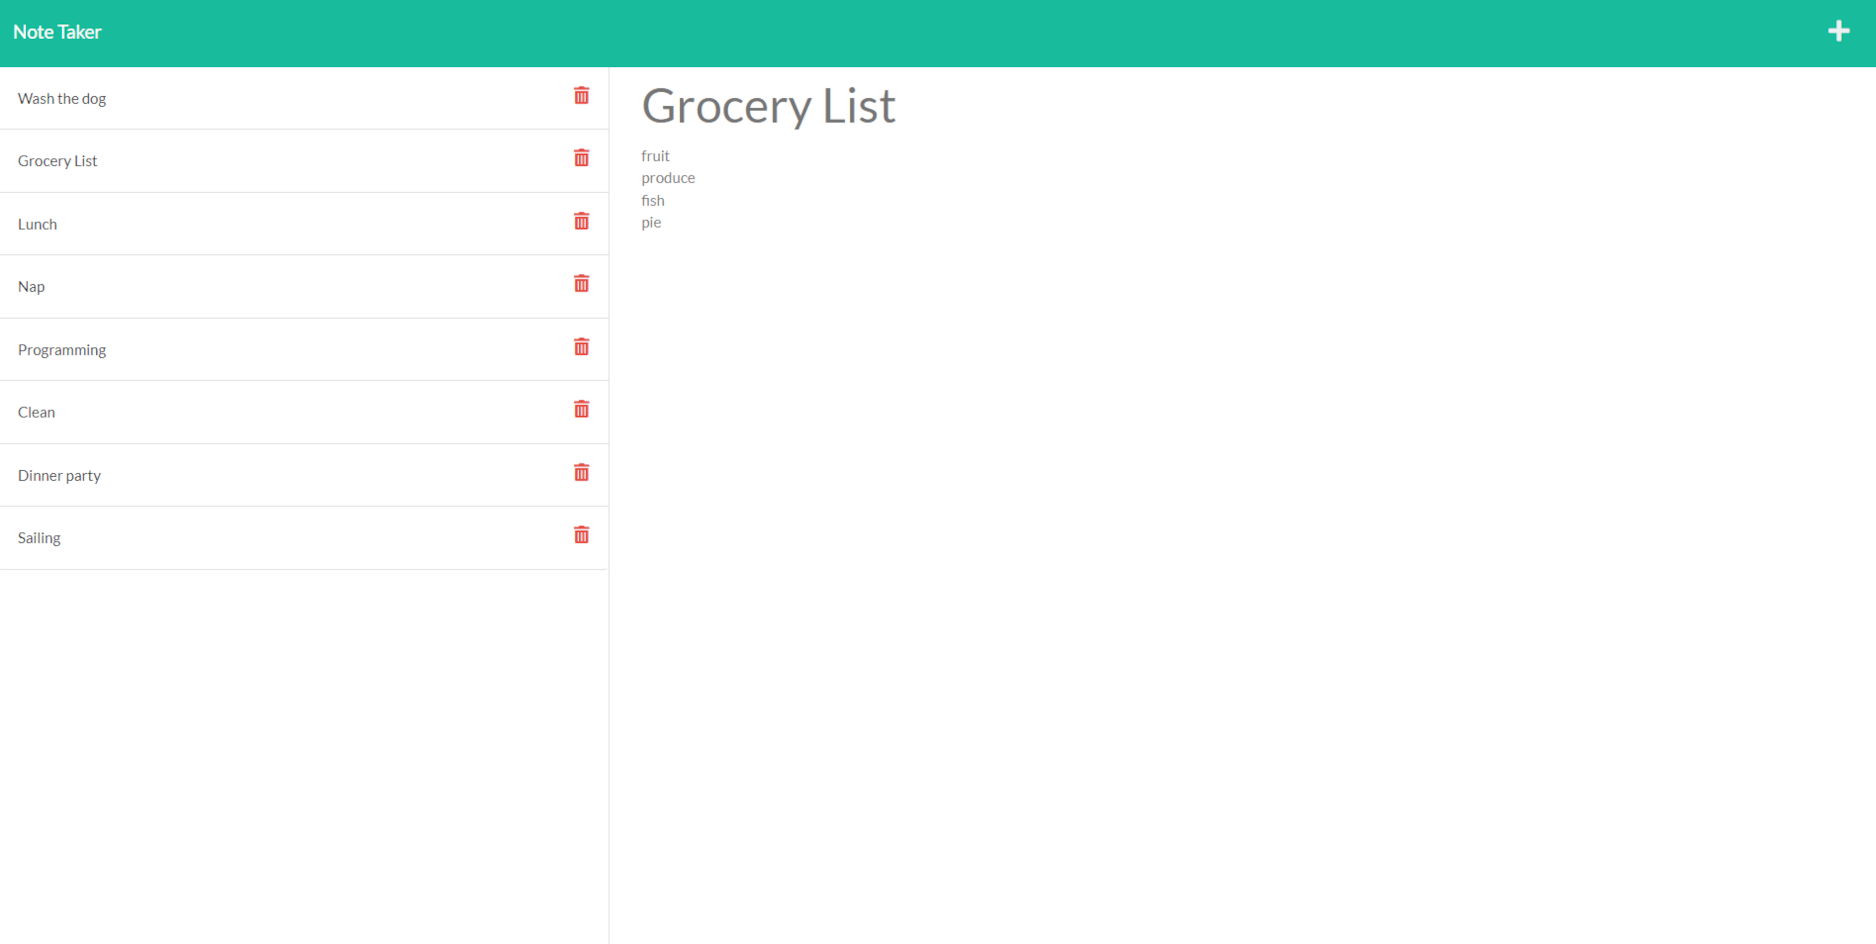 Note Taker
Wash the dog
Grocery List
Lunch
Nap
Programming
Clean
Dinner party
Sailing
Grocery List
fruit
produce
fish
pie